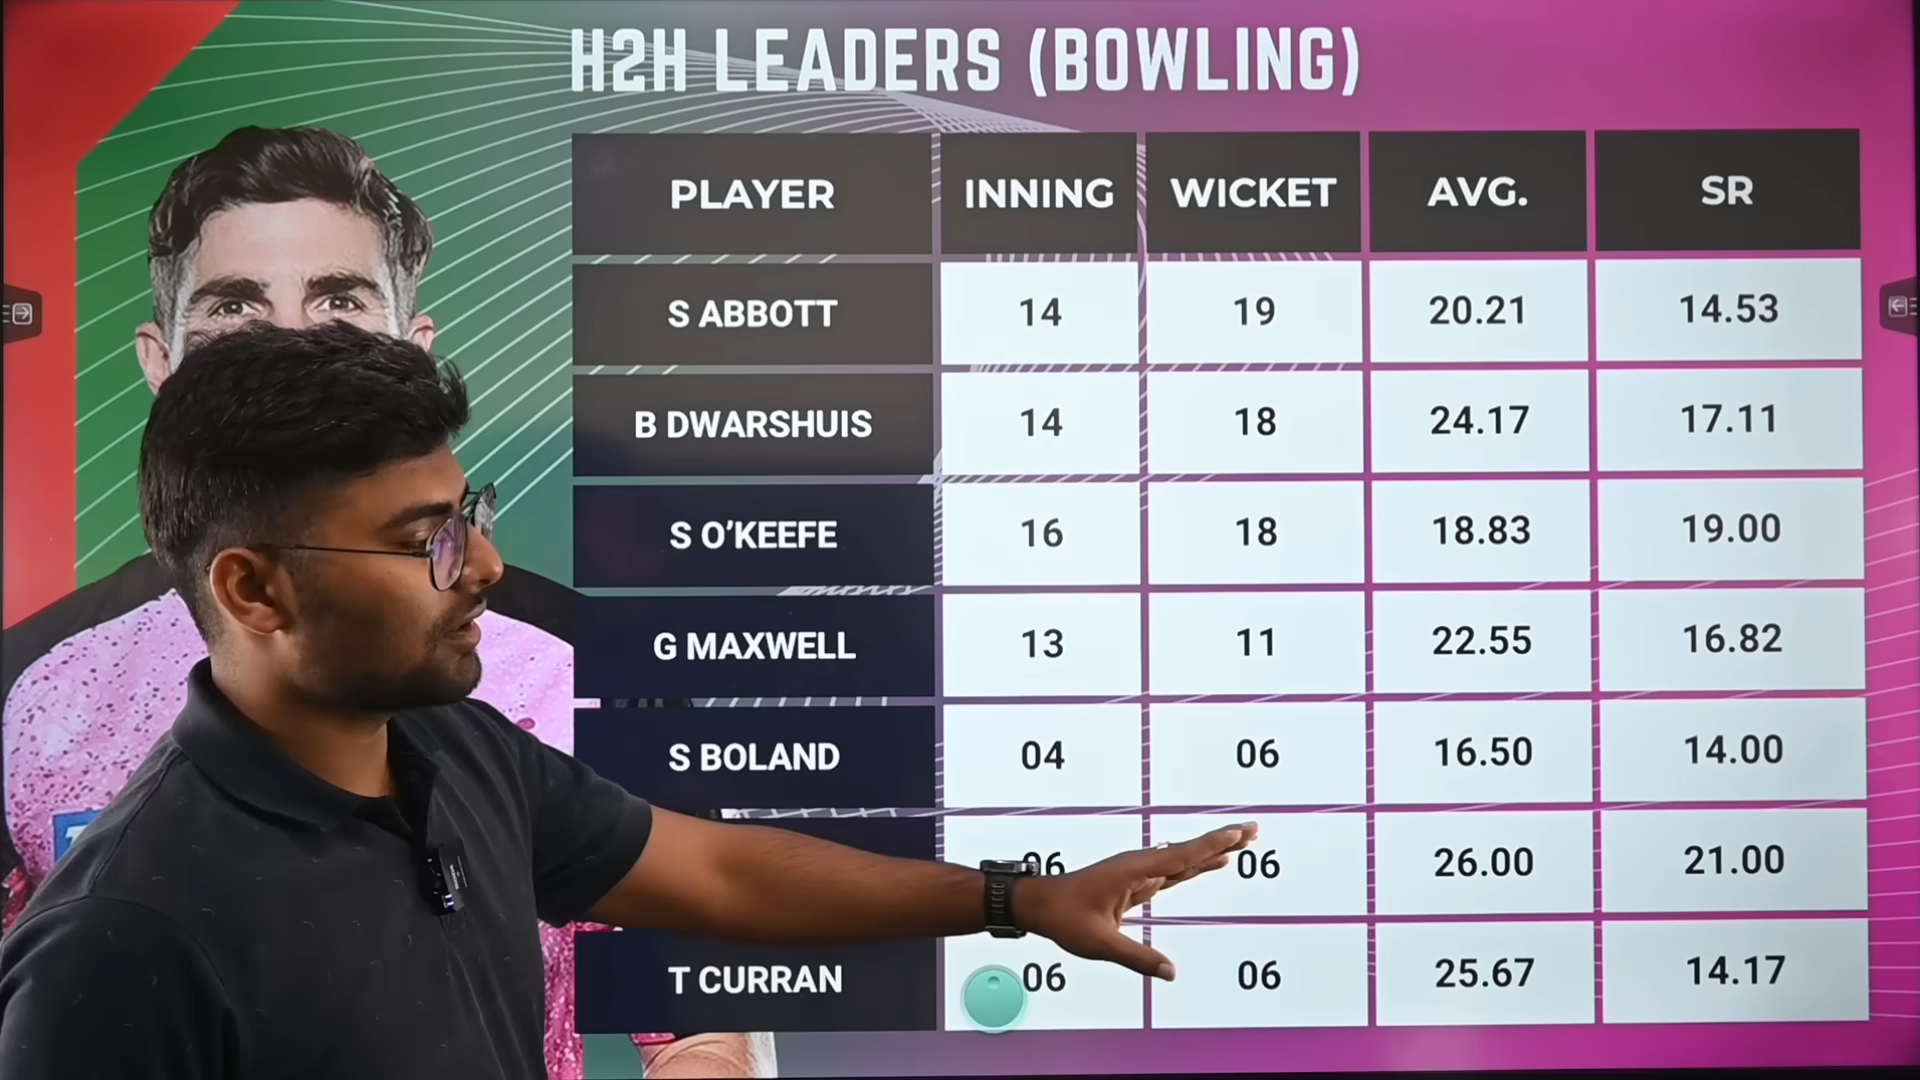 H2H LEADERS (BOWLING)
PLAYER INNING WICKET AVG. SR
S ABBOTT 14 19 20.21 14.53
B DWARSHUIS 14 18 24.17 17.11
S O’KEEFE 16 18 18.83 19.00
G MAXWELL 13 11 22.55 16.82
S BOLAND 04 06 16.50 14.00
06 06 26.00 21.00
T CURRAN 06 06 25.67 14.17